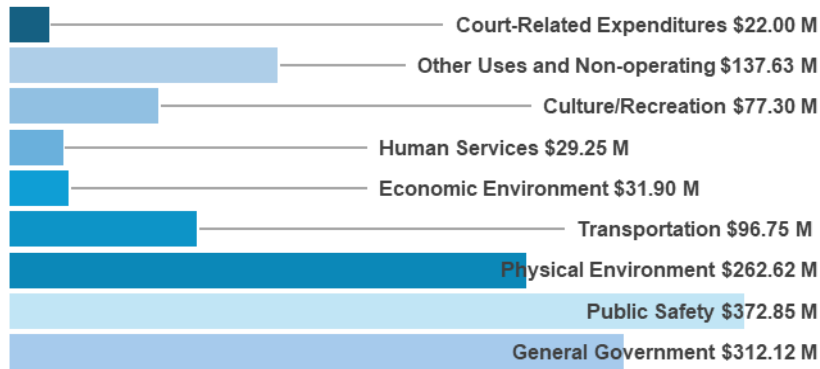 Court-Related Expenditures $22.00 M
Other Uses and Non-operating $137.63 M
Culture/Recreation $77.30 M
Human Services $29.25 M
Economic Environment $31.90 M
Transportation $96.75 M
Physical Environment $262.62 M
Public Safety $372.85 M
General Government $312.12 M